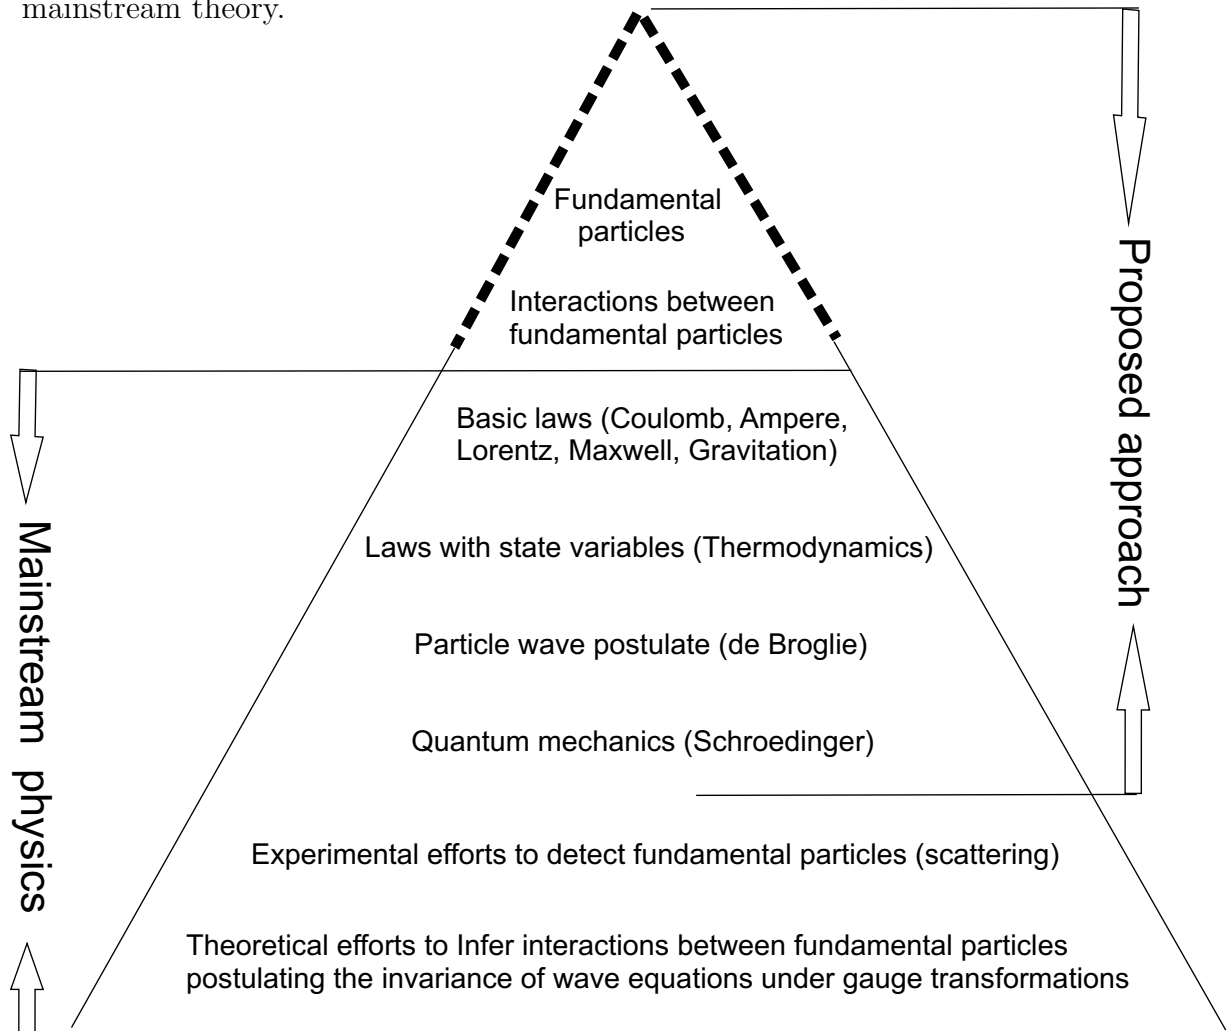 mainstream theory.
Fundamental
particles
Interactions between
fundamental particles
Basic laws (Coulomb, Ampere,
Lorentz, Maxwell, Gravitation)
Laws with state variables (Thermodynamics)
Particle wave postulate (de Broglie)
Quantum mechanics (Schroedinger)
Experimental efforts to detect fundamental particles (scattering)
Theoretical efforts to Infer interactions between fundamental particles
postulating the invariance of wave equations under gauge transformations
Mainstream physics
Proposed approach